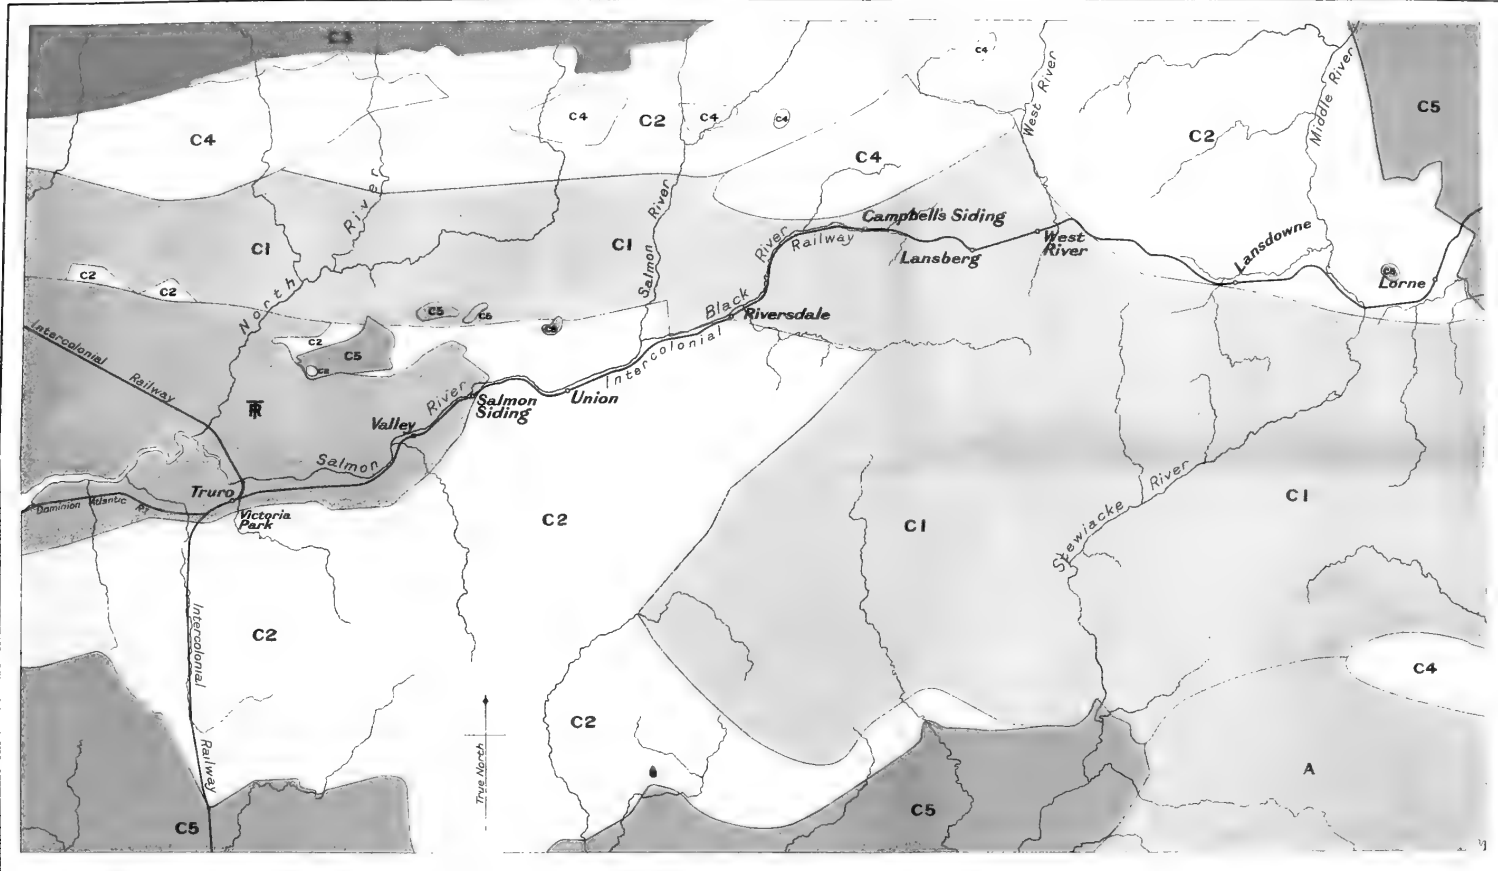 C3
C4
C4
C2
C4
C4
C4
West River
Middle River
C5
C4
C2
C1
River
C1
Salmon River
Campbell's Siding
River
Railway
West
River
Lansberg
Lansdowne
C2
C2
North
C5
C5
Black
Riversdale
Lorne
Intercolonial
Railway
C2
C5
River
Salmon
Siding
Union
Intercolonial
Valley
Salmon
Truro
Dominion Atlantic Ry
Victoria
Park
C2
C1
Stewiacke River
C1
Intercolonial
C2
C4
C2
True North
Railway
A
C5
C5